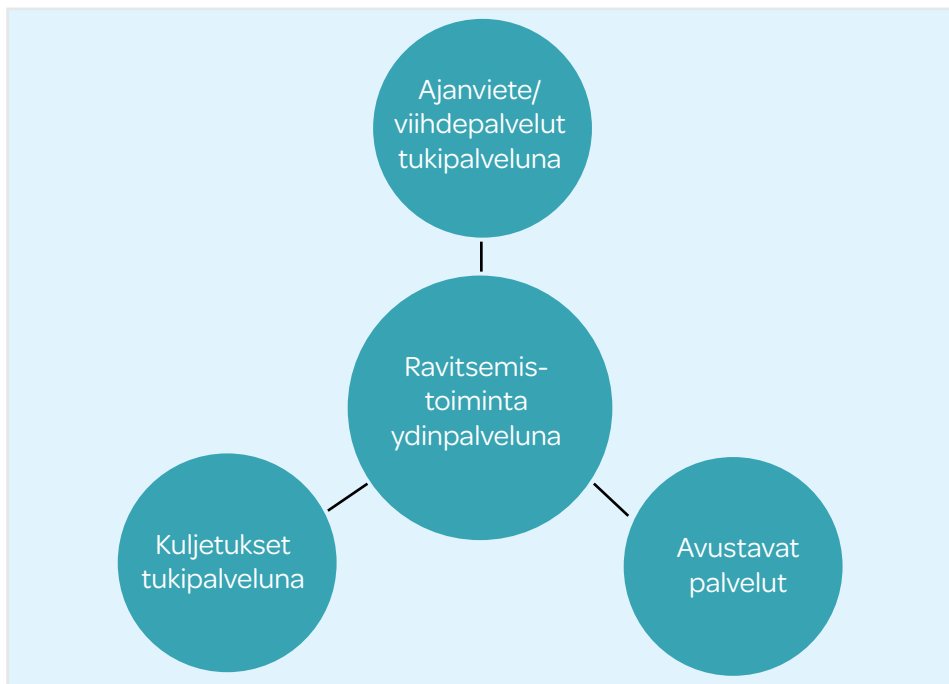 Ajanviete/
viihdepalvelut
tukipalveluna
Ravitsemis-
toiminta
ydinpalveluna
Kuljetukset
tukipalveluna
Avustavat
palvelut